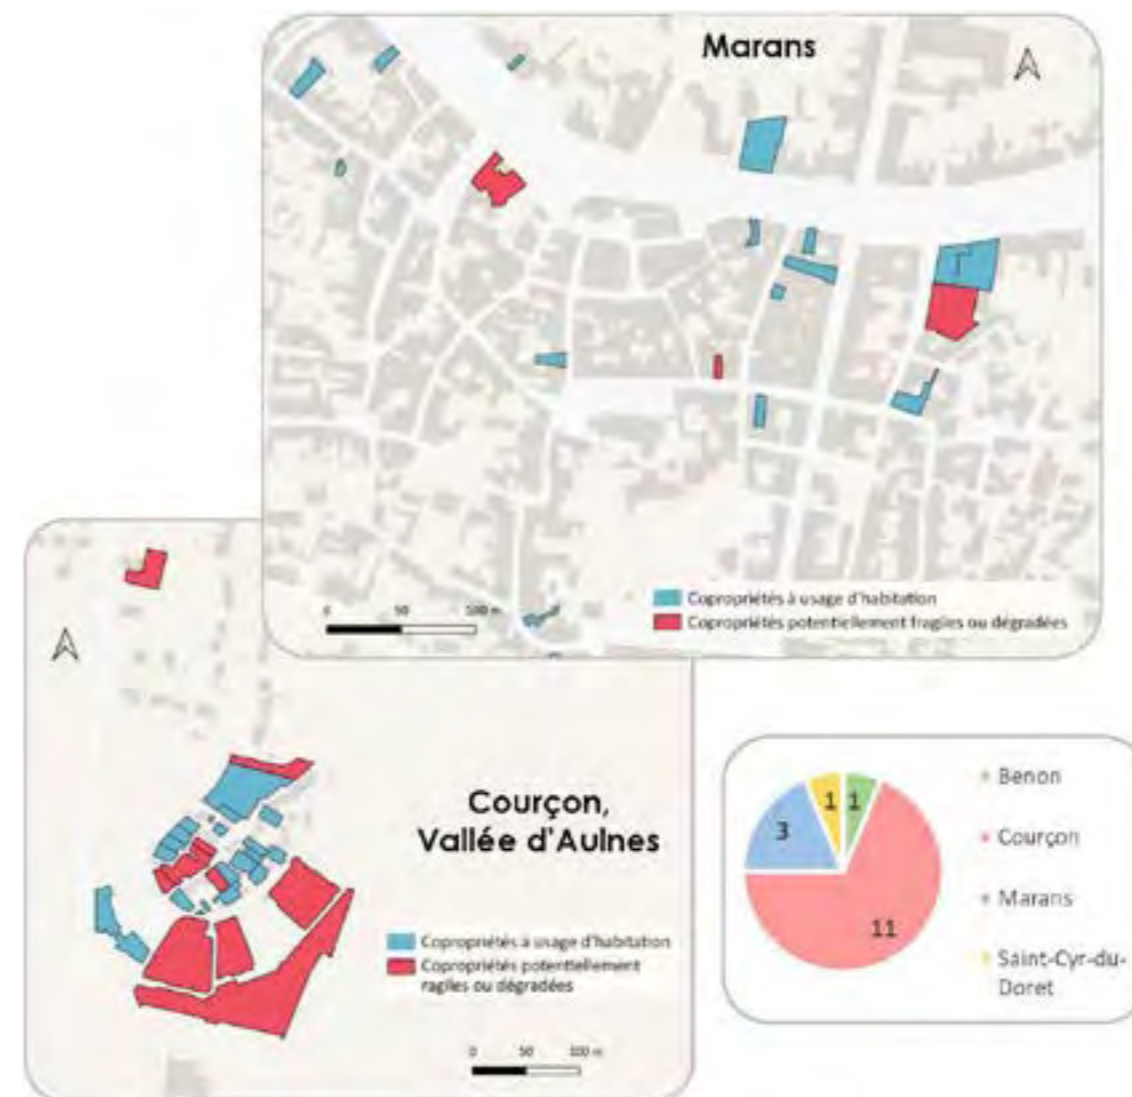 Marans
0 50 100 m
Copropriétés à usage d'habitation
Copropriétés potentiellement fragiles ou dégradées
Courçon,
Vallée d'Aulnes
Copropriétés à usage d'habitation
Copropriétés potentiellement
ragiles ou dégradées
0 50 100 m
1 1
3
11
Benon
Courçon
Marans
Saint-Cyr-du-
Doret